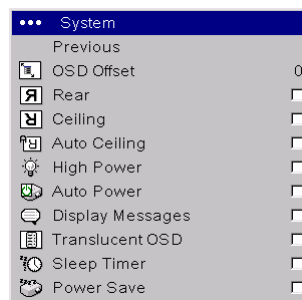 ••• System
Previous
OSD Offset 0
Rear
Ceiling
Auto Ceiling
High Power
Auto Power
Display Messages
Translucent OSD
Sleep Timer
Power Save